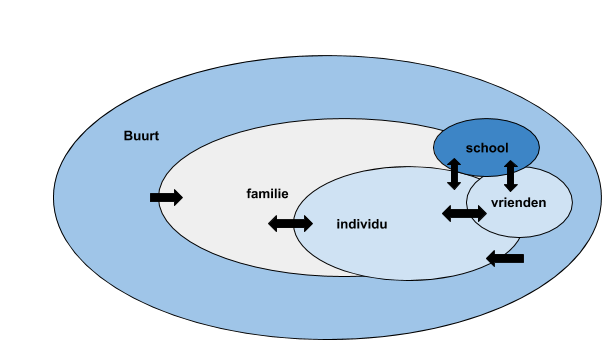 Buurt
school
familie
vrienden
individu